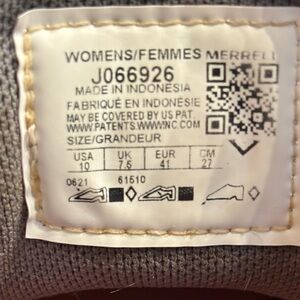 WOMENS/FEMMES MERRELL
J066926
MADE IN INDONESIA
FABRIQUÉ EN INDONÉSIE
MAY BE COVERED BY US PAT.
WWW.PATENTS.WWWINC.COM
SIZE/GRANDEUR
USA UK EUR CM
10 7.5 41 27
0621 61510